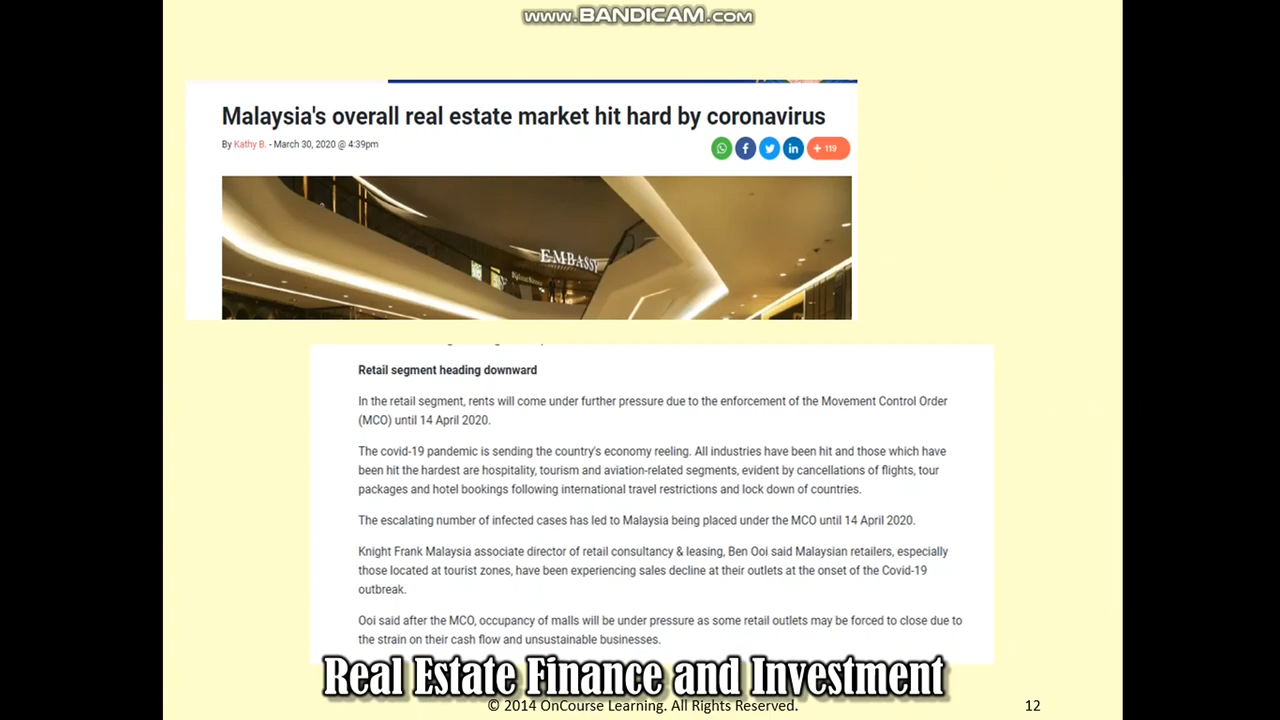 www.BANDICAM.com
Malaysia's overall real estate market hit hard by coronavirus
By Kathy B. - March 30, 2020 @ 4:39pm
+ 119
EMBASSY
Retail segment heading downward
In the retail segment, rents will come under further pressure due to the enforcement of the Movement Control Order
(MCO) until 14 April 2020.
The covid-19 pandemic is sending the country's economy reeling. All industries have been hit and those which have
been hit the hardest are hospitality, tourism and aviation-related segments, evident by cancellations of flights, tour
packages and hotel bookings following international travel restrictions and lock down of countries.
The escalating number of infected cases has led to Malaysia being placed under the MCO until 14 April 2020.
Knight Frank Malaysia associate director of retail consultancy & leasing, Ben Ooi said Malaysian retailers, especially
those located at tourist zones, have been experiencing sales decline at their outlets at the onset of the Covid-19
outbreak.
Ooi said after the MCO, occupancy of malls will be under pressure as some retail outlets may be forced to close due to
the strain on their cash flow and unsustainable businesses.
Real Estate Finance and Investment
© 2014 OnCourse Learning. All Rights Reserved.
12